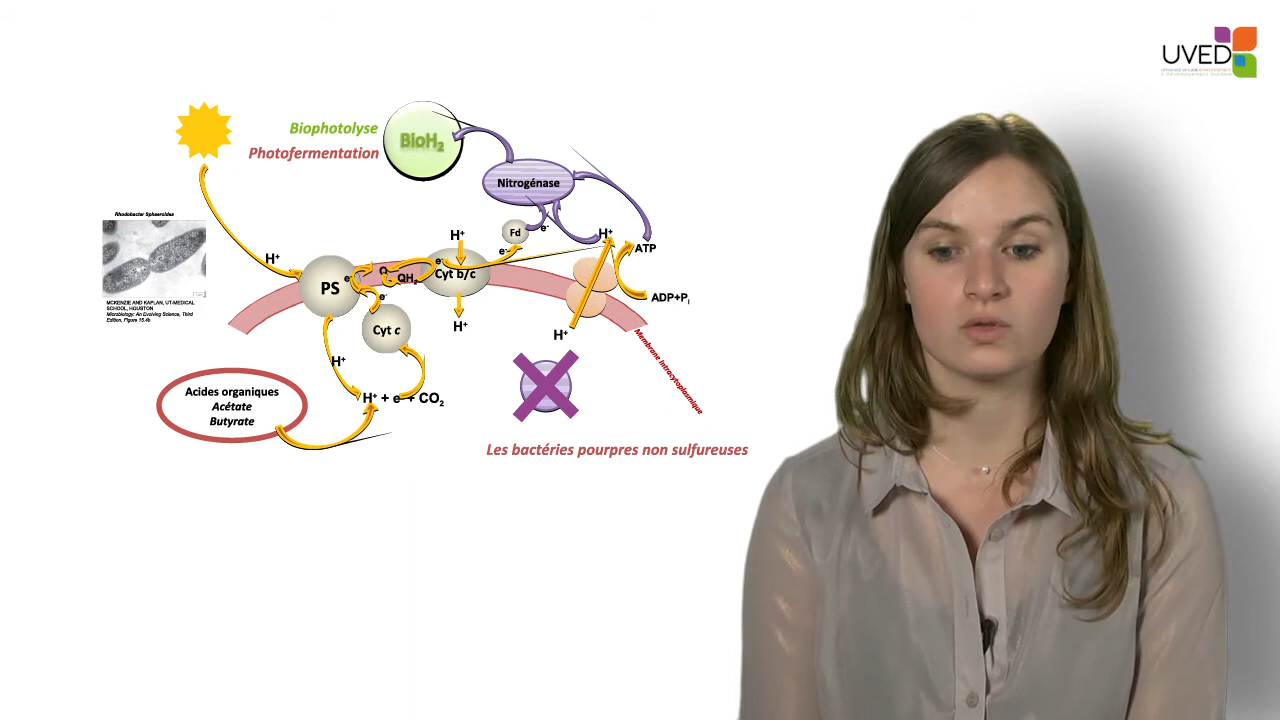 UVED
Biophotolyse
Photofermentation
BioH2
Nitrogénase
Rhodobacter Sphaeroides
MCKENZIE AND KAPLAN, UT-MEDICAL
SCHOOL, HOUSTON
Microbiology: An Evolving Science, Third
Edition, Figure 15.4b
H+
PS
e-
Q
QH2
e-
H+
Cyt b/c
e-
Fd
e-
H+
ATP
ADP+Pi
e-
Cyt c
H+
H+
H+
H+ + e- + CO2
Acides organiques
Acétate
Butyrate
Membrane Intracytoplasmique
Les bactéries pourpres non sulfureuses